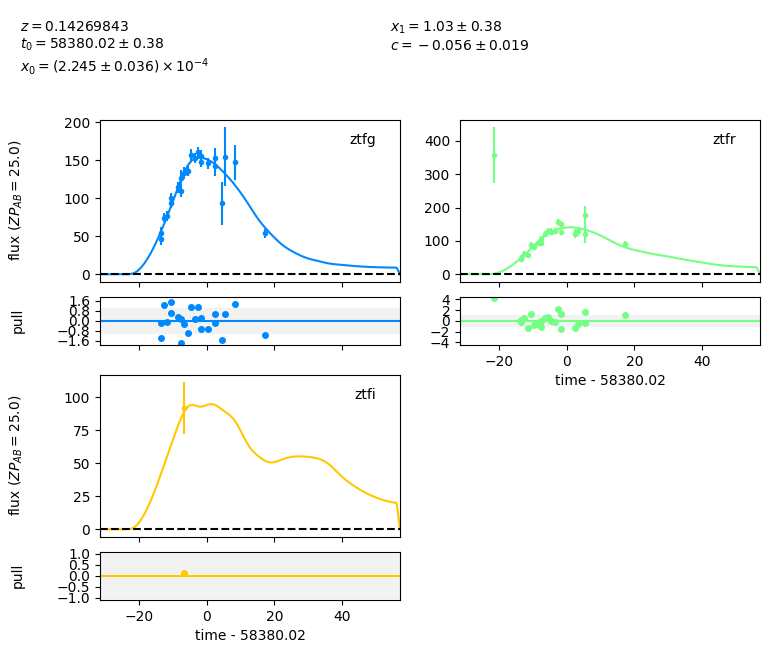 z = 0.14269843
t₀ = 58380.02 ± 0.38
x₀ = (2.245 ± 0.036) × 10⁻⁴
x₁ = 1.03 ± 0.38
c = −0.056 ± 0.019
ztfg
flux (ZP_AB = 25.0)
200
150
100
50
0
pull
1.6
0.8
0.0
−0.8
−1.6
ztfr
400
300
200
100
0
4
2
0
−2
−4
−20 0 20 40
time - 58380.02
ztfi
flux (ZP_AB = 25.0)
100
75
50
25
0
pull
1.0
0.5
0.0
−0.5
−1.0
−20 0 20 40
time - 58380.02